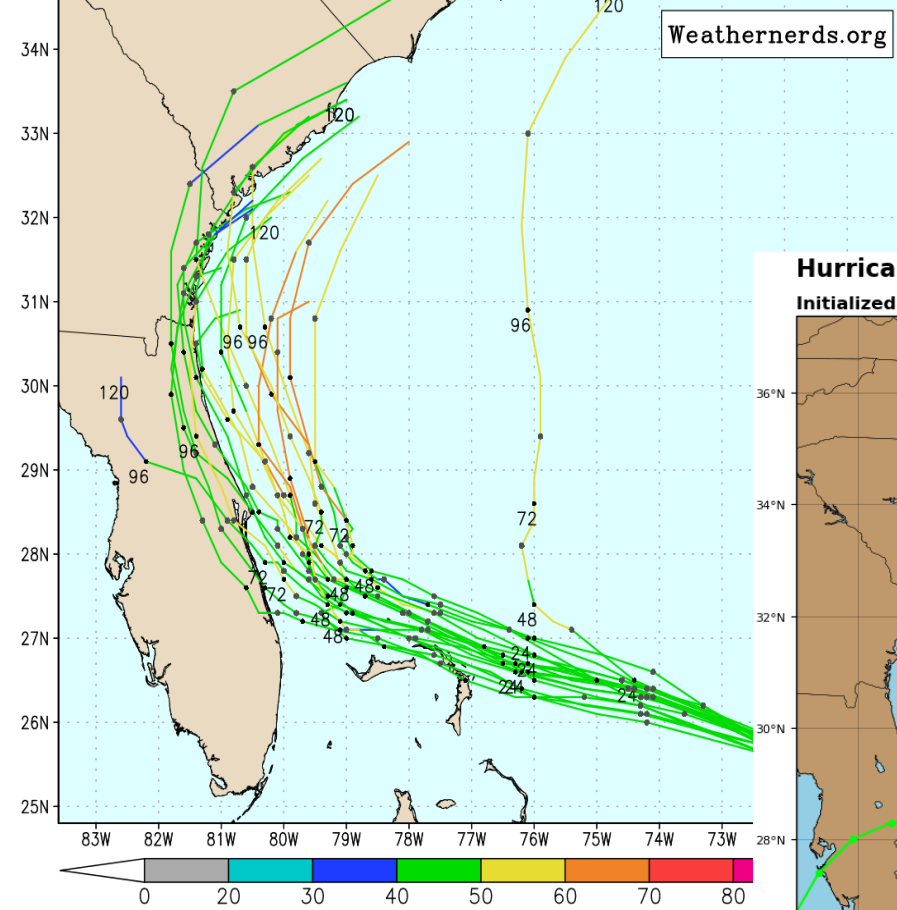 120
34N
Weathernerds.org
33N
120
32N
120
Hurrica
31N
Initialized
96
96 96
30N
120
36°N
29N
96
96
72
34°N
72
72
28N
72
48
72
48
32°N
48
48
27N
48
24
24
24
24
24
26N
30°N
25N
28°N
83W 82W 81W 80W 79W 78W 77W 76W 75W 74W 73W
0 20 30 40 50 60 70 80